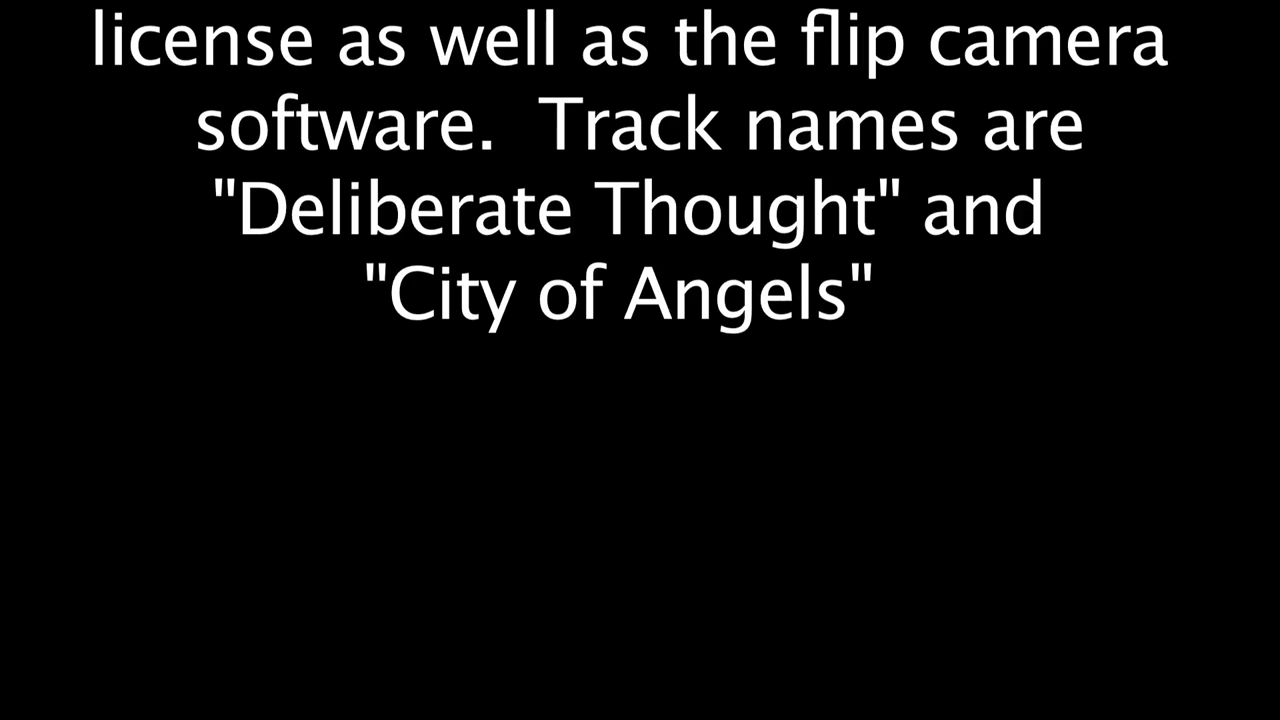 license as well as the flip camera
software.  Track names are
"Deliberate Thought" and
"City of Angels"